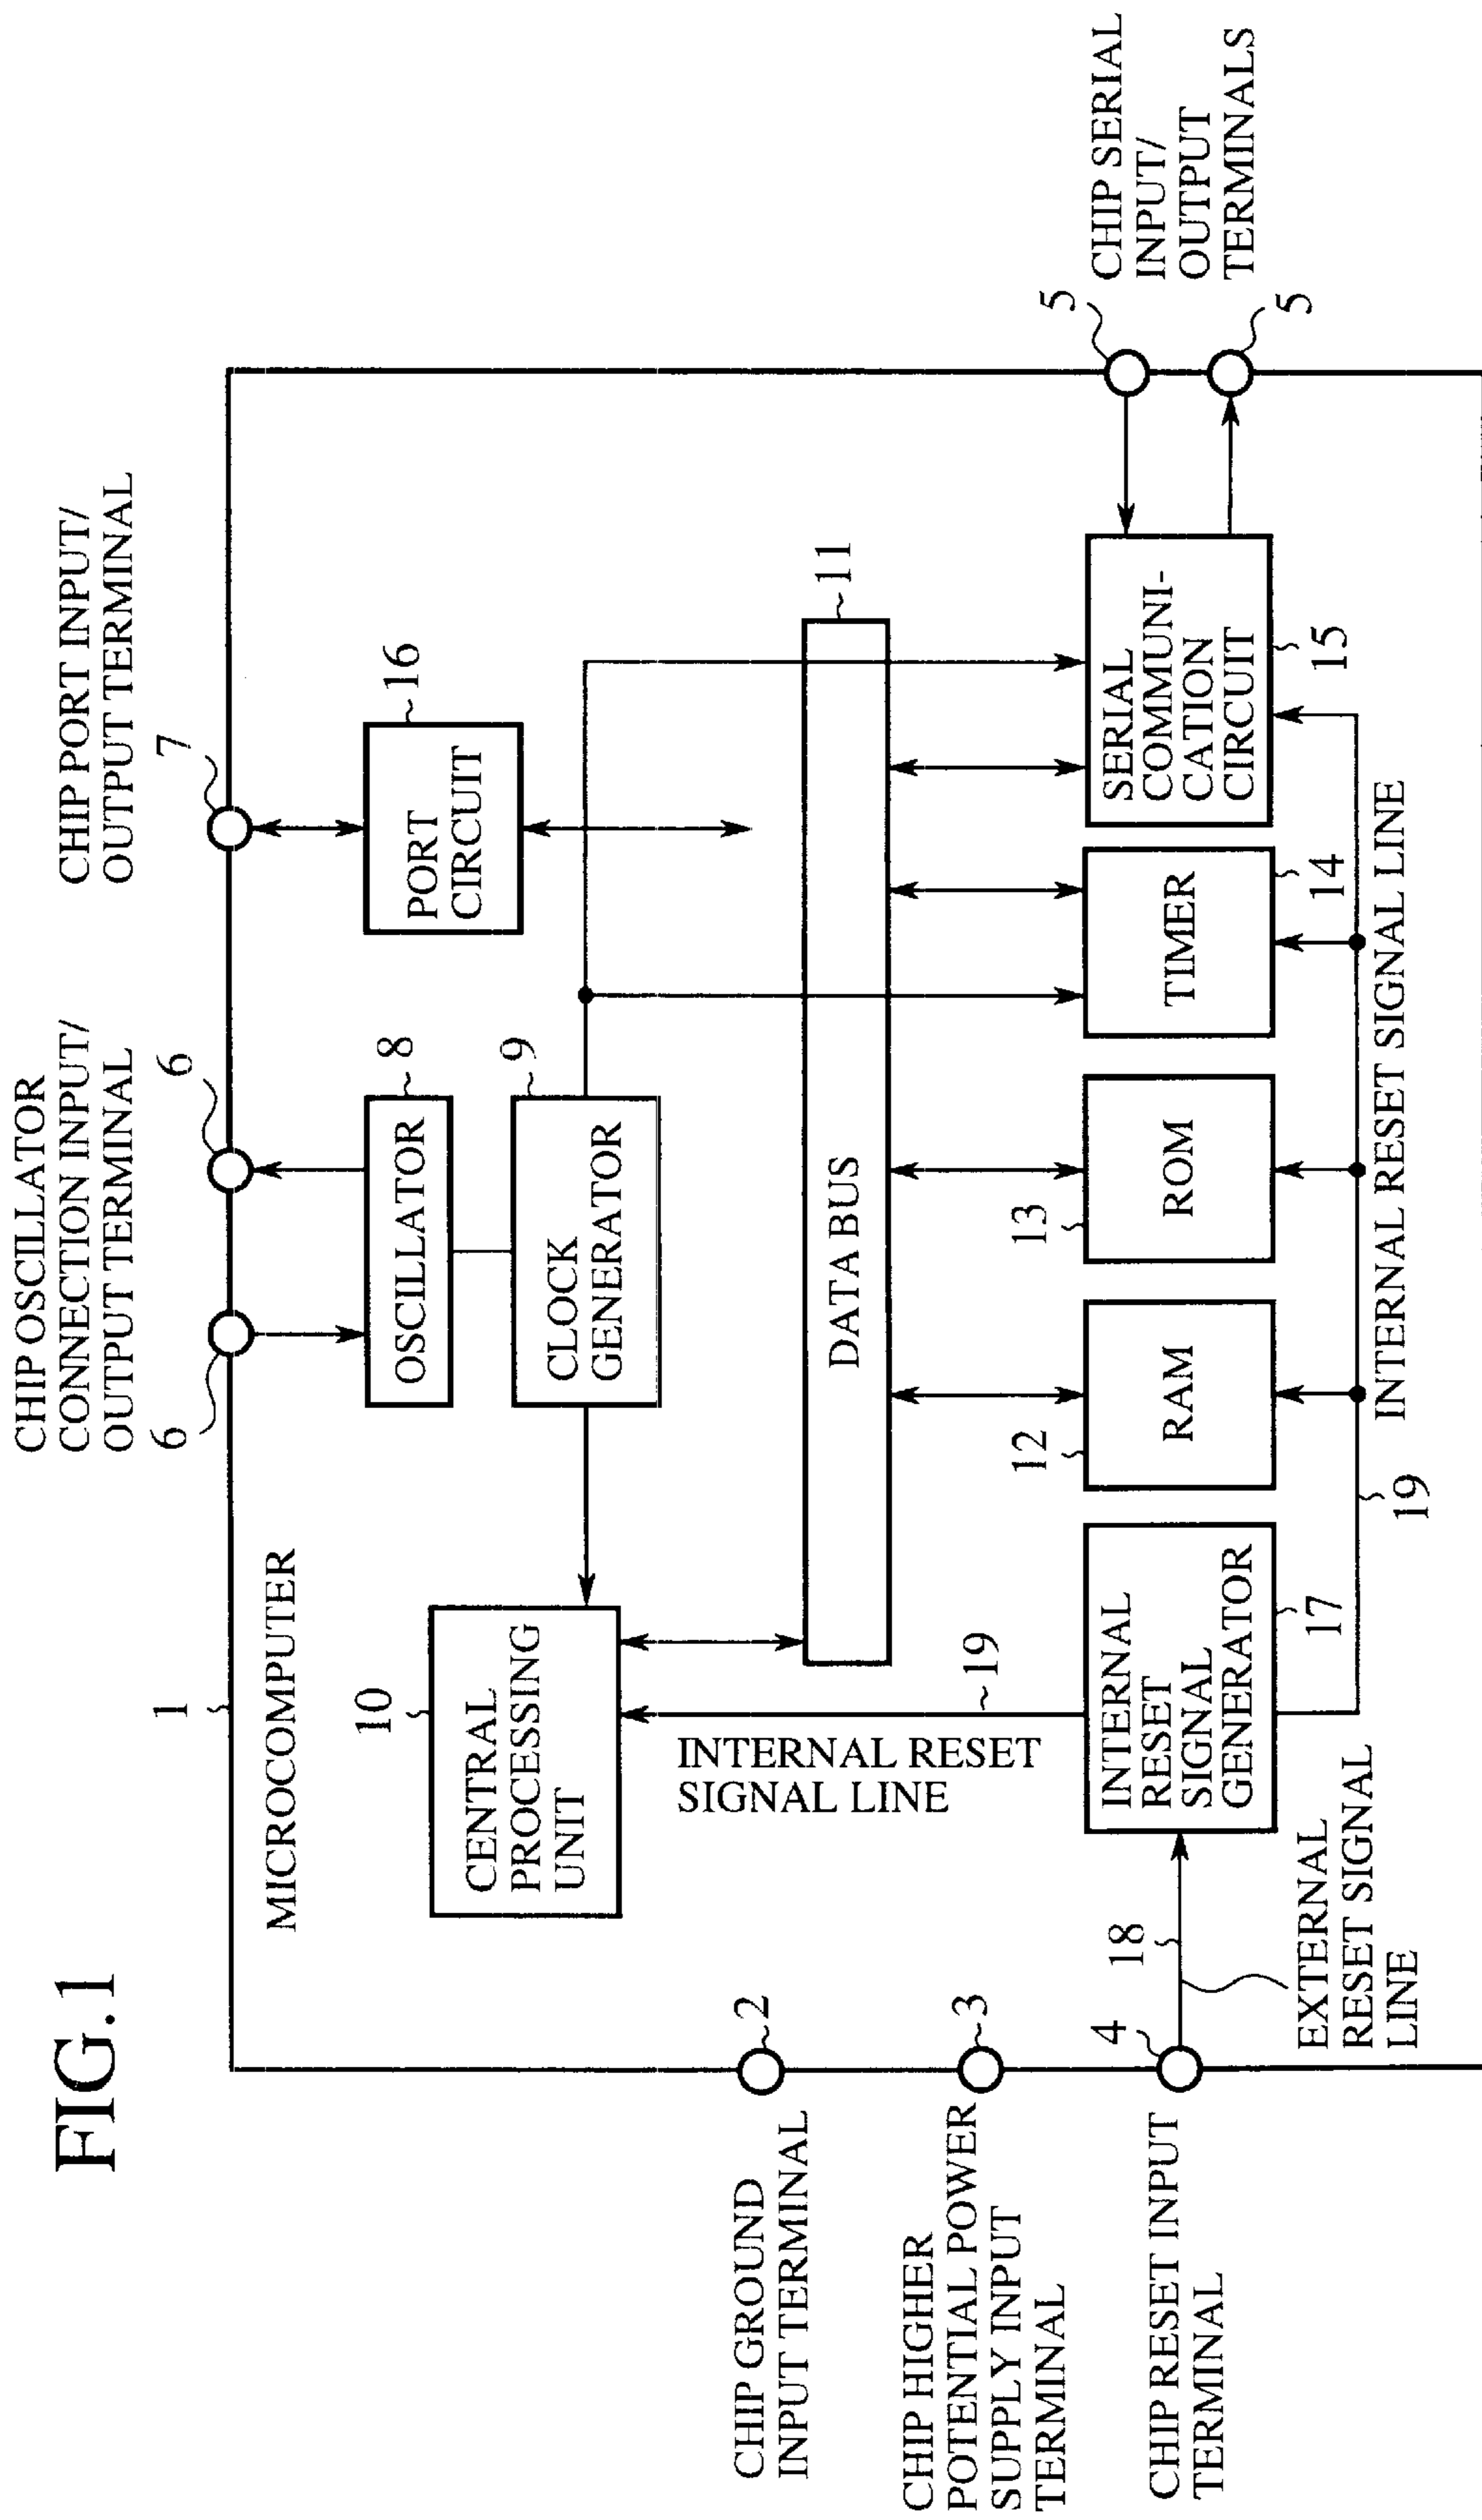 FIG.1
CHIP OSCILLATOR
CONNECTION INPUT/
OUTPUT TERMINAL
CHIP PORT INPUT/
OUTPUT TERMINAL
1
6
6
7
MICROCOMPUTER
10
CENTRAL
PROCESSING
UNIT
OSCILLATOR
8
CLOCK
GENERATOR
9
PORT
CIRCUIT
16
CHIP GROUND
INPUT TERMINAL
2
DATA BUS
11
CHIP HIGHER
POTENTIAL POWER
SUPPLY INPUT
TERMINAL
3
INTERNAL RESET
SIGNAL LINE
19
12
13
5
CHIP SERIAL
INPUT/
OUTPUT
TERMINALS
5
CHIP RESET INPUT
TERMINAL
4
18
EXTERNAL
RESET SIGNAL
LINE
INTERNAL
RESET
SIGNAL
GENERATOR
17
RAM
ROM
TIMER
14
SERIAL
COMMUNI-
CATION
CIRCUIT
15
19
INTERNAL RESET SIGNAL LINE